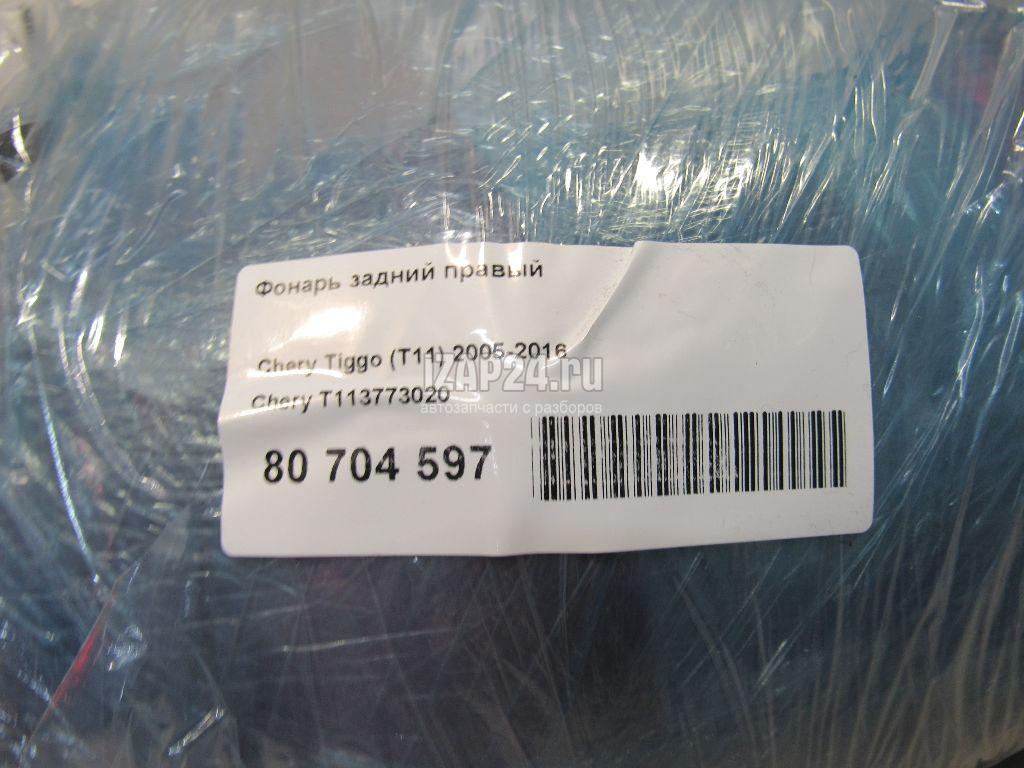 Фонарь задний правый
Chery Tiggo (T11) 2005-2016
IZAP24.ru
Chery T113773020
автозапчасти с разборов
80 704 597